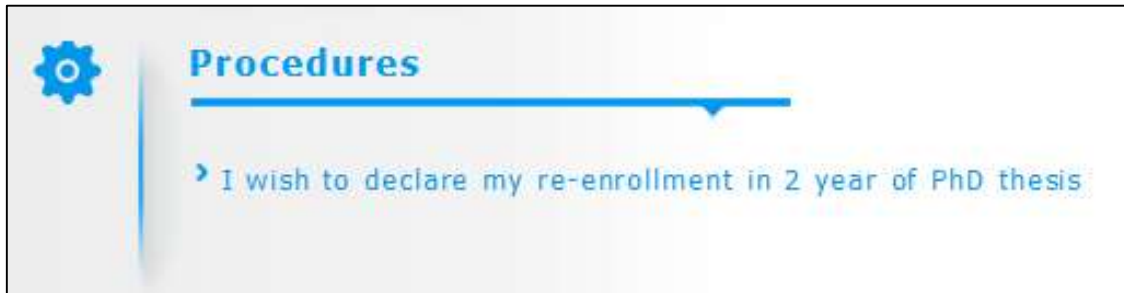 Procedures
I wish to declare my re-enrollment in 2 year of PhD thesis